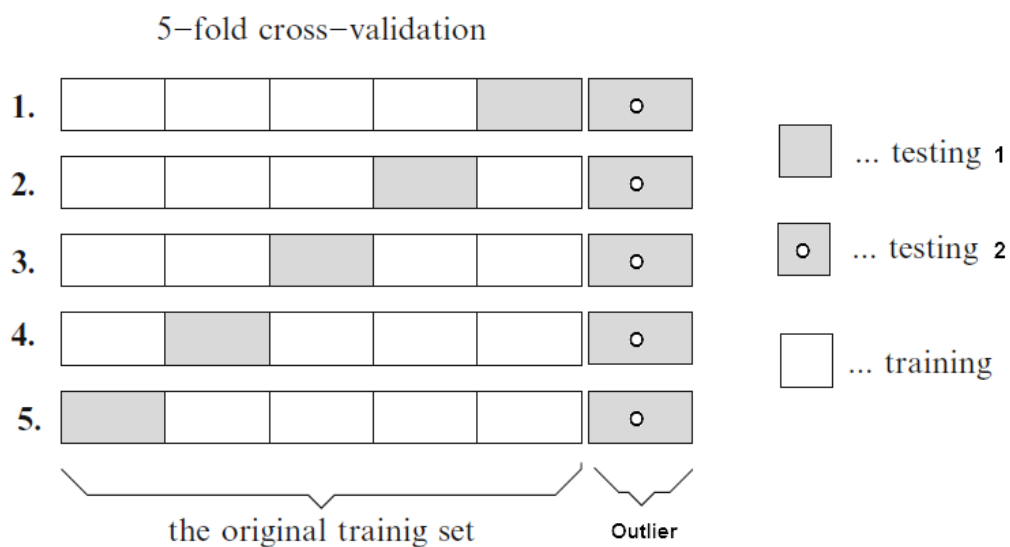 5-fold cross-validation
1.
2.
3.
4.
5.
... testing 1
... testing 2
... training
the original trainig set
Outlier